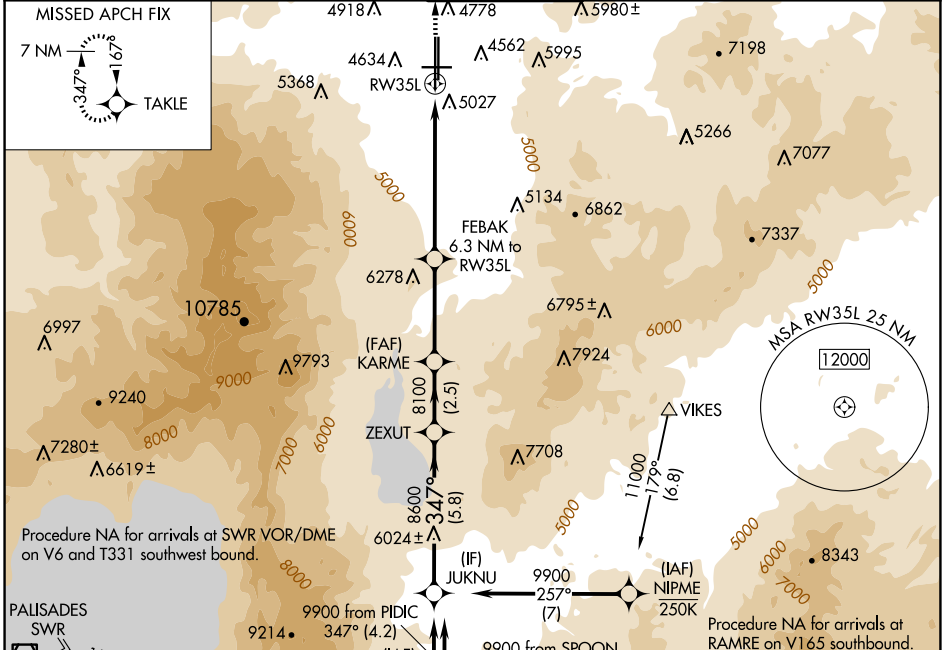 MISSED APCH FIX
7 NM
347°
167°
TAKLE
4918
4778
5980±
4634
4562
5995
7198
5368
RW35L
5027
5266
7077
5000
5000
5134
6862
6000
FEBAK
6.3 NM to
RW35L
7337
5000
6278
10785
6795±
6000
MSA RW35L 25 NM
12000
6997
(FAF)
KARME
9793
7924
9000
9240
8100
(2.5)
VIKES
8000
ZEXUT
7000
6000
7280±
6619±
7708
11000
179°
(6.8)
8600
347°
(5.8)
5000
Procedure NA for arrivals at SWR VOR/DME
on V6 and T331 southwest bound.
6024±
5000
6000
7000
8343
8000
(IF)
JUKNU
9900
257°
(7)
(IAF)
NIPME
250K
PALISADES
SWR
9900 from PIDIC
347° (4.2)
9214
9900 from SPOON
Procedure NA for arrivals at
RAMRE on V165 southbound.